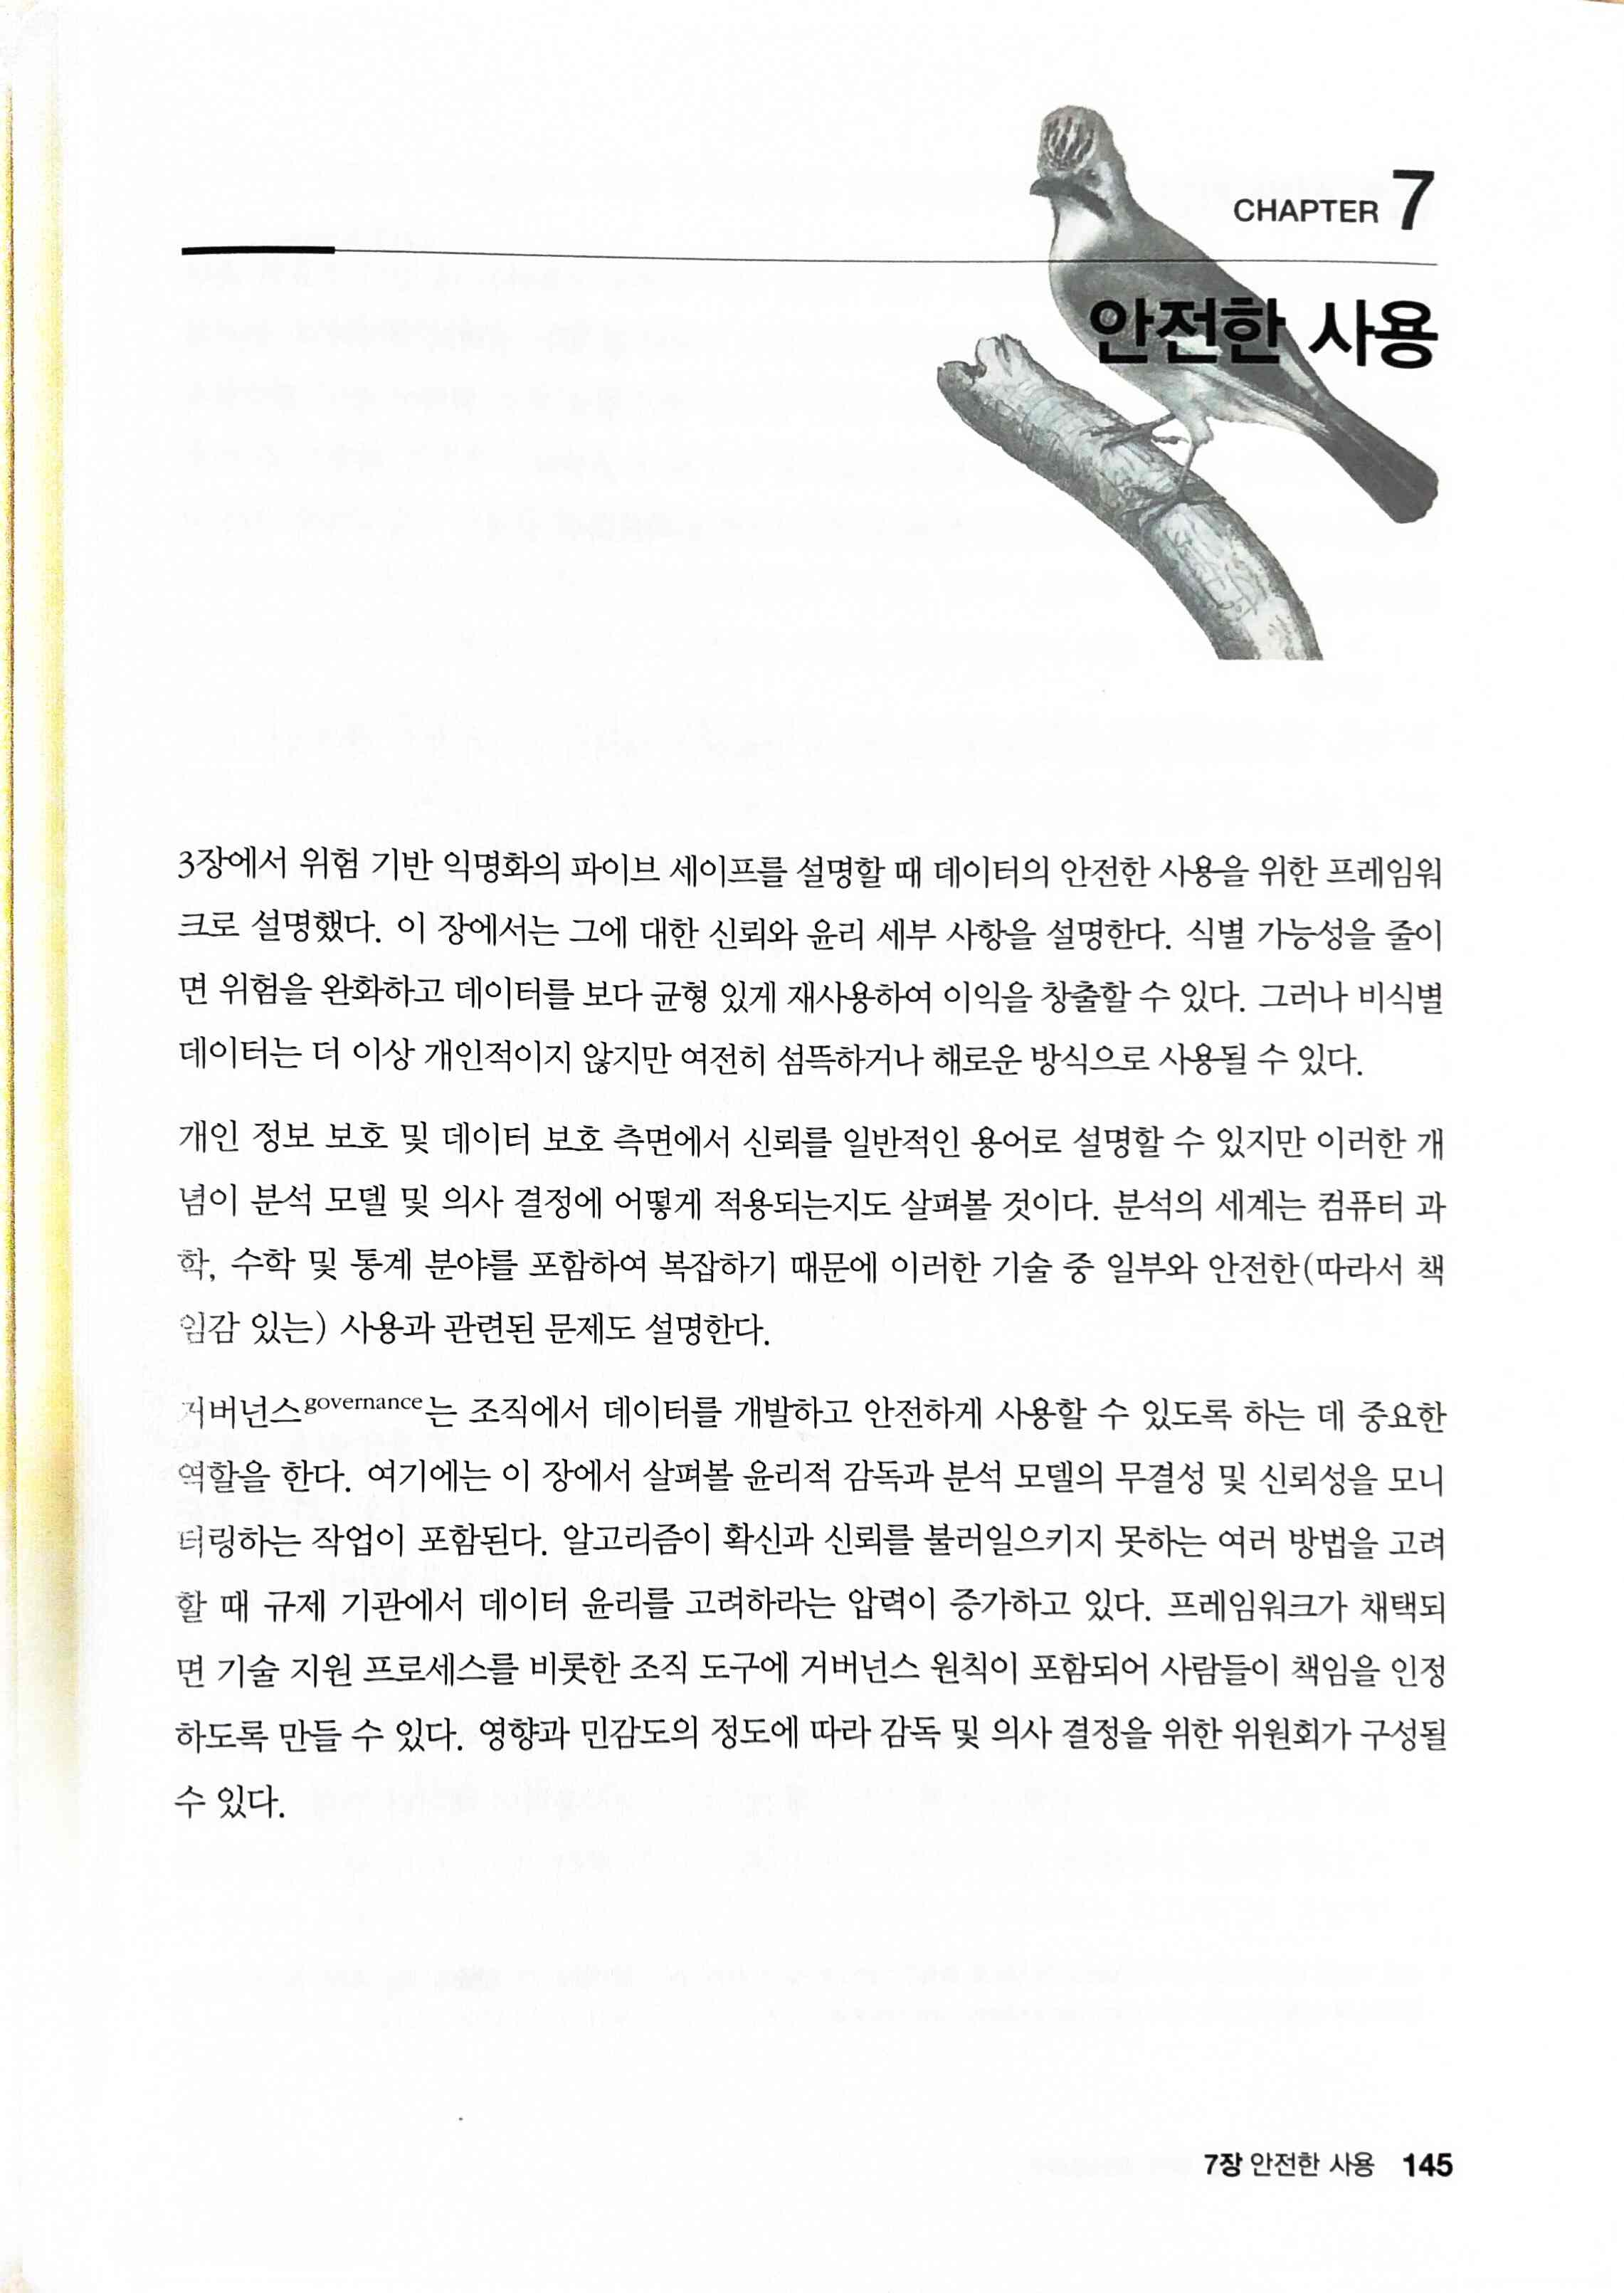 CHAPTER 7
안전한 사용
3장에서 위험 기반 익명화의 파이브 세이프를 설명할 때 데이터의 안전한 사용을 위한 프레임워
크로 설명했다. 이 장에서는 그에 대한 신뢰와 윤리 세부 사항을 설명한다. 식별 가능성을 줄이
면 위험을 완화하고 데이터를 보다 균형 있게 재사용하여 이익을 창출할 수 있다. 그러나 비식별
데이터는 더 이상 개인적이지 않지만 여전히 섬뜩하거나 해로운 방식으로 사용될 수 있다.
개인 정보 보호 및 데이터 보호 측면에서 신뢰를 일반적인 용어로 설명할 수 있지만 이러한 개
념이 분석 모델 및 의사 결정에 어떻게 적용되는지도 살펴볼 것이다. 분석의 세계는 컴퓨터 과
학, 수학 및 통계 분야를 포함하여 복잡하기 때문에 이러한 기술 중 일부와 안전한(따라서 책
임감 있는) 사용과 관련된 문제도 설명한다.
거버넌스governance는 조직에서 데이터를 개발하고 안전하게 사용할 수 있도록 하는 데 중요한
역할을 한다. 여기에는 이 장에서 살펴볼 윤리적 감독과 분석 모델의 무결성 및 신뢰성을 모니
터링하는 작업이 포함된다. 알고리즘이 확신과 신뢰를 불러일으키지 못하는 여러 방법을 고려
할 때 규제 기관에서 데이터 윤리를 고려하라는 압력이 증가하고 있다. 프레임워크가 채택되
면 기술 지원 프로세스를 비롯한 조직 도구에 거버넌스 원칙이 포함되어 사람들이 책임을 인정
하도록 만들 수 있다. 영향과 민감도의 정도에 따라 감독 및 의사 결정을 위한 위원회가 구성될
수 있다.
7장 안전한 사용 145